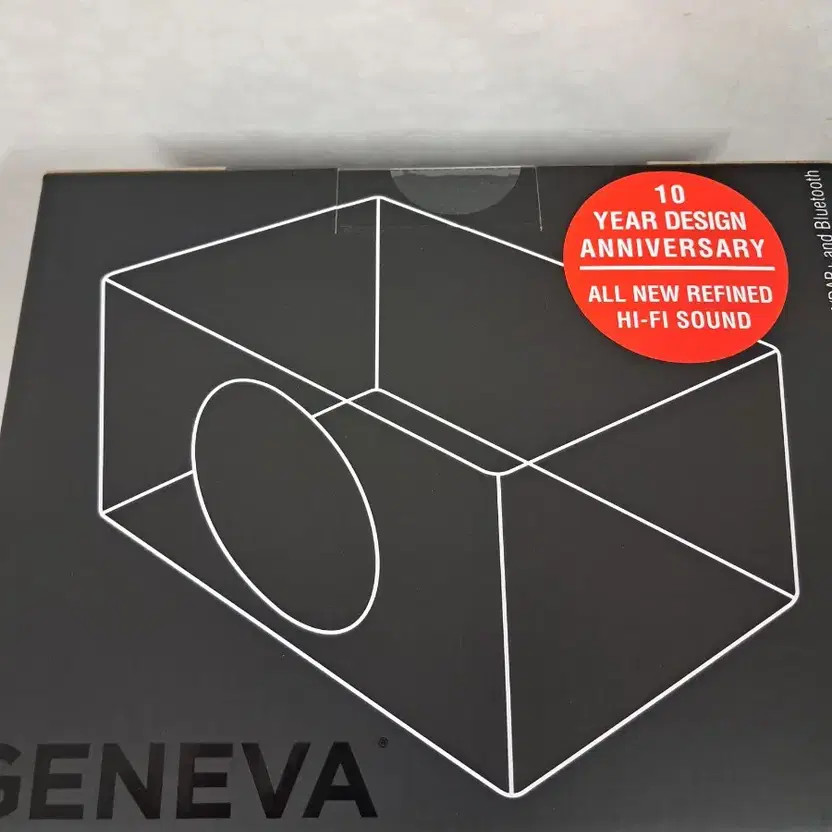 10
YEAR DESIGN
ANNIVERSARY
ALL NEW REFINED
HI-FI SOUND
and Bluetooth
GENEVA®